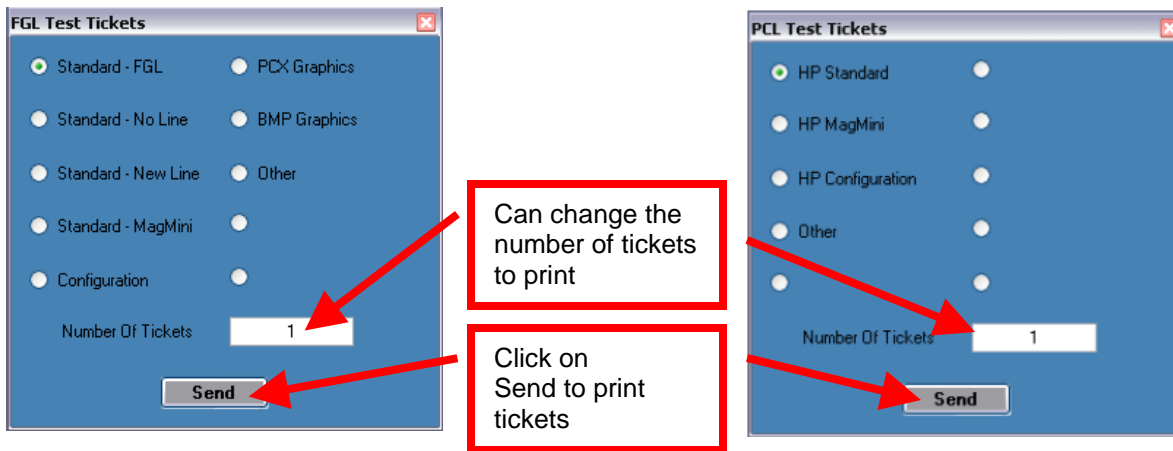 FGL Test Tickets
Standard - FGL
PCX Graphics
Standard - No Line
BMP Graphics
Standard - New Line
Other
Standard - MagMini
Configuration
Number Of Tickets
1
Send
Can change the
number of tickets
to print
Click on
Send to print
tickets
PCL Test Tickets
HP Standard
HP MagMini
HP Configuration
Other
Number Of Tickets
1
Send